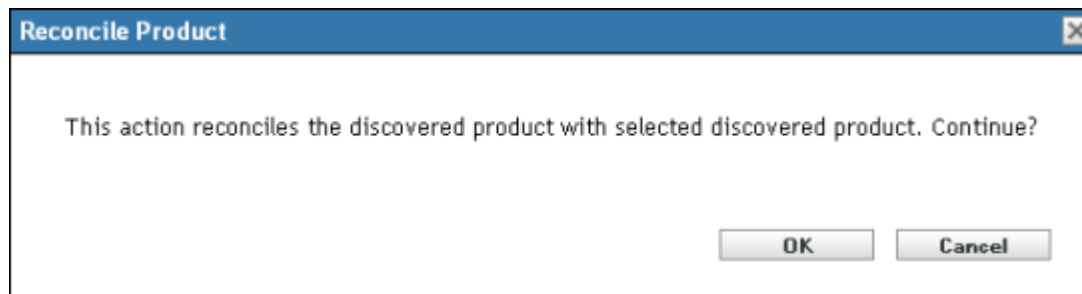 Reconcile Product
This action reconciles the discovered product with selected discovered product. Continue?
OK Cancel